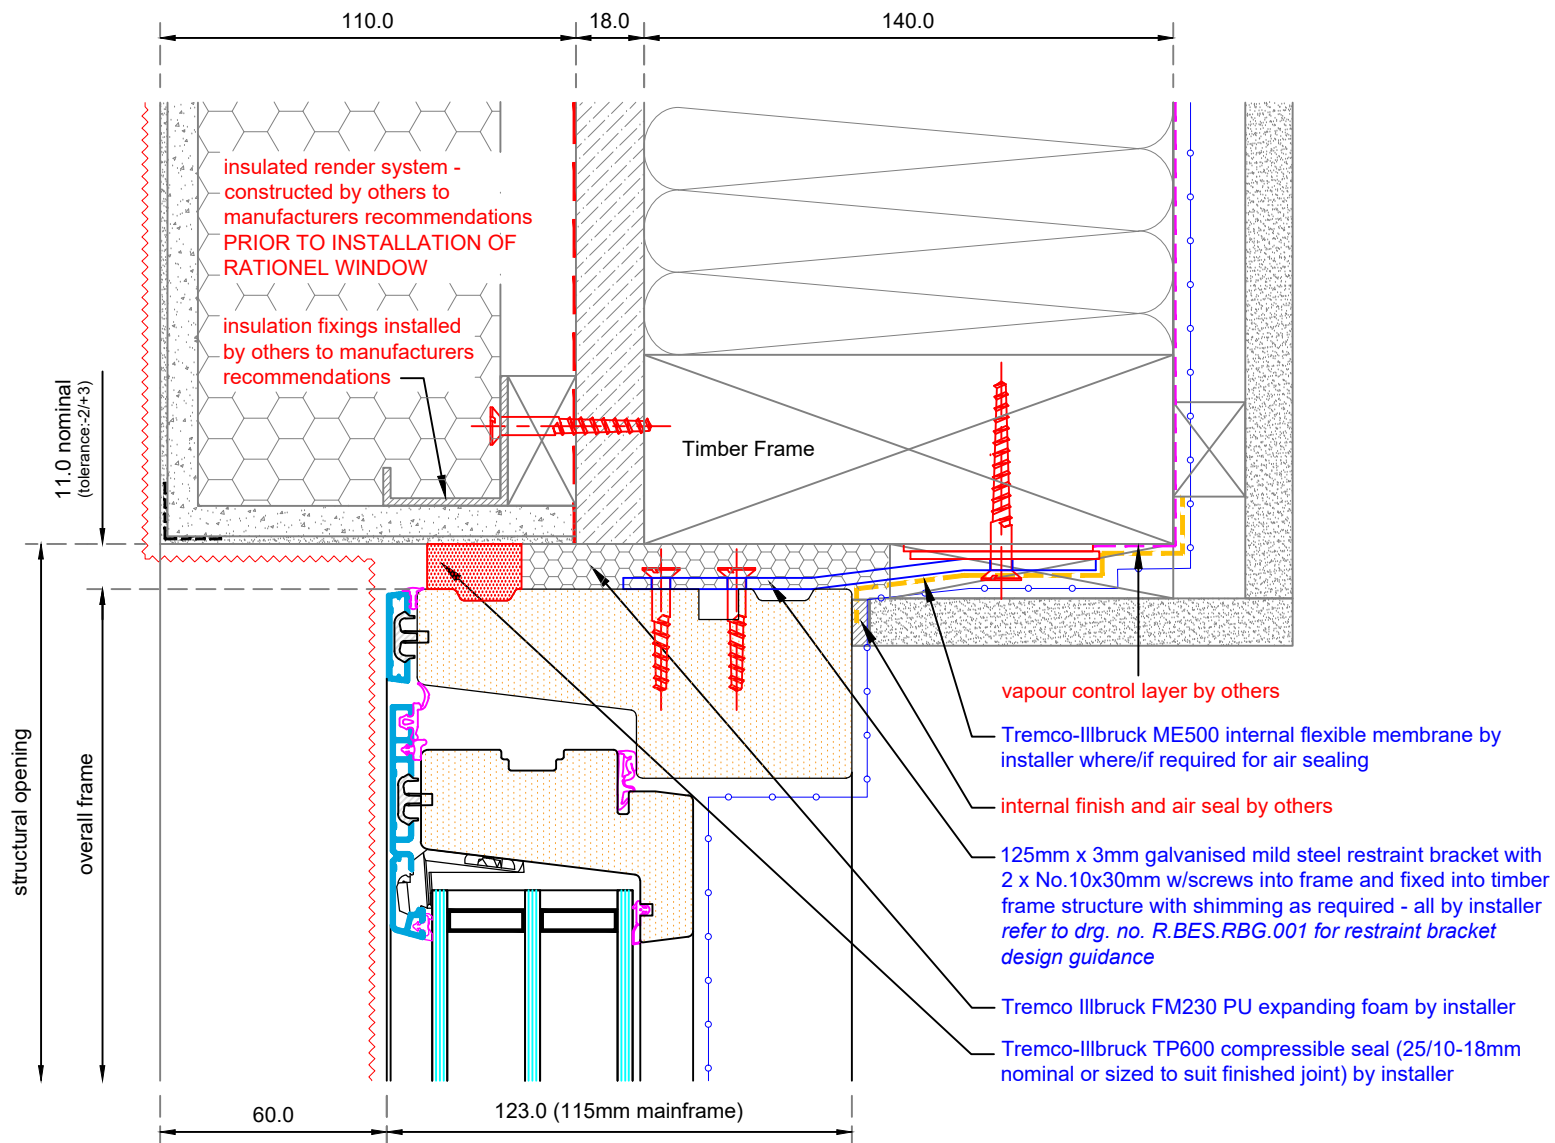 110.0
18.0
140.0
insulated render system -
constructed by others to
manufacturers recommendations
PRIOR TO INSTALLATION OF
RATIONEL WINDOW
insulation fixings installed
by others to manufacturers
recommendations
11.0 nominal
(tolerance:-2/+3)
Timber Frame
structural opening
overall frame
vapour control layer by others
Tremco-Illbruck ME500 internal flexible membrane by
installer where/if required for air sealing
internal finish and air seal by others
125mm x 3mm galvanised mild steel restraint bracket with
2 x No.10x30mm w/screws into frame and fixed into timber
frame structure with shimming as required - all by installer
refer to drg. no. R.BES.RBG.001 for restraint bracket
design guidance
Tremco Illbruck FM230 PU expanding foam by installer
Tremco-Illbruck TP600 compressible seal (25/10-18mm
nominal or sized to suit finished joint) by installer
60.0
123.0 (115mm mainframe)